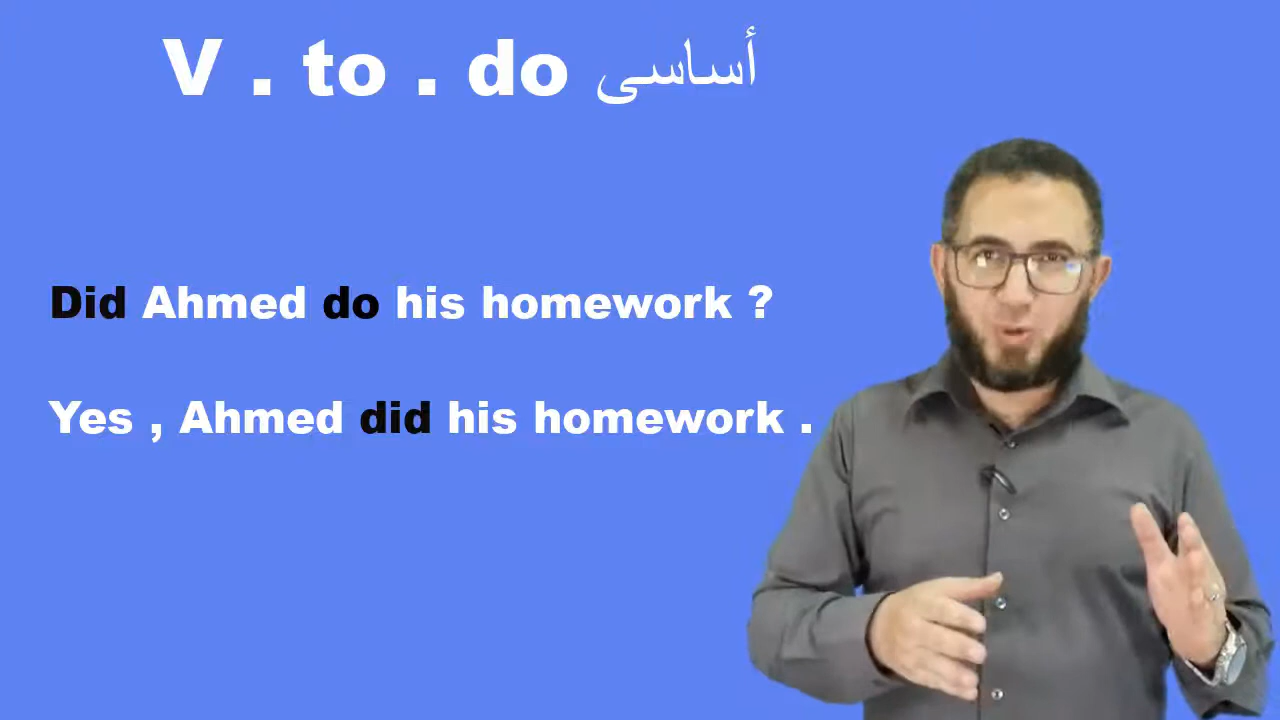 V . to . do أساسى
Did Ahmed do his homework ?
Yes , Ahmed did his homework .